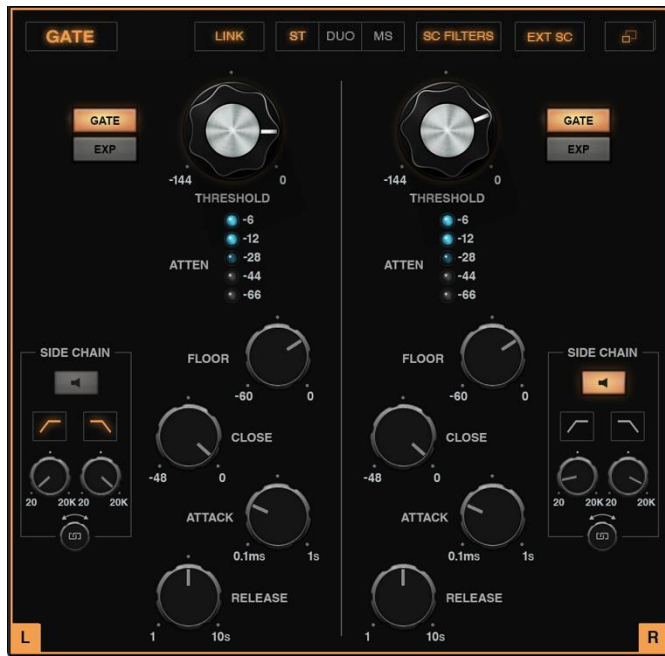 GATE LINK ST DUO MS SC FILTERS EXT SC
GATE GATE
EXP EXP
-144 0 -144 0
THRESHOLD THRESHOLD
-6 -6
-12 -12
ATTEN -28 ATTEN -28
-44 -44
-66 -66
SIDE CHAIN FLOOR FLOOR SIDE CHAIN
-60 0 -60 0
CLOSE CLOSE
-48 0 -48 0
20 20K 20 20K 20 20K 20 20K
ATTACK ATTACK
0.1ms 1s 0.1ms 1s
RELEASE RELEASE
1 10s 1 10s
L R